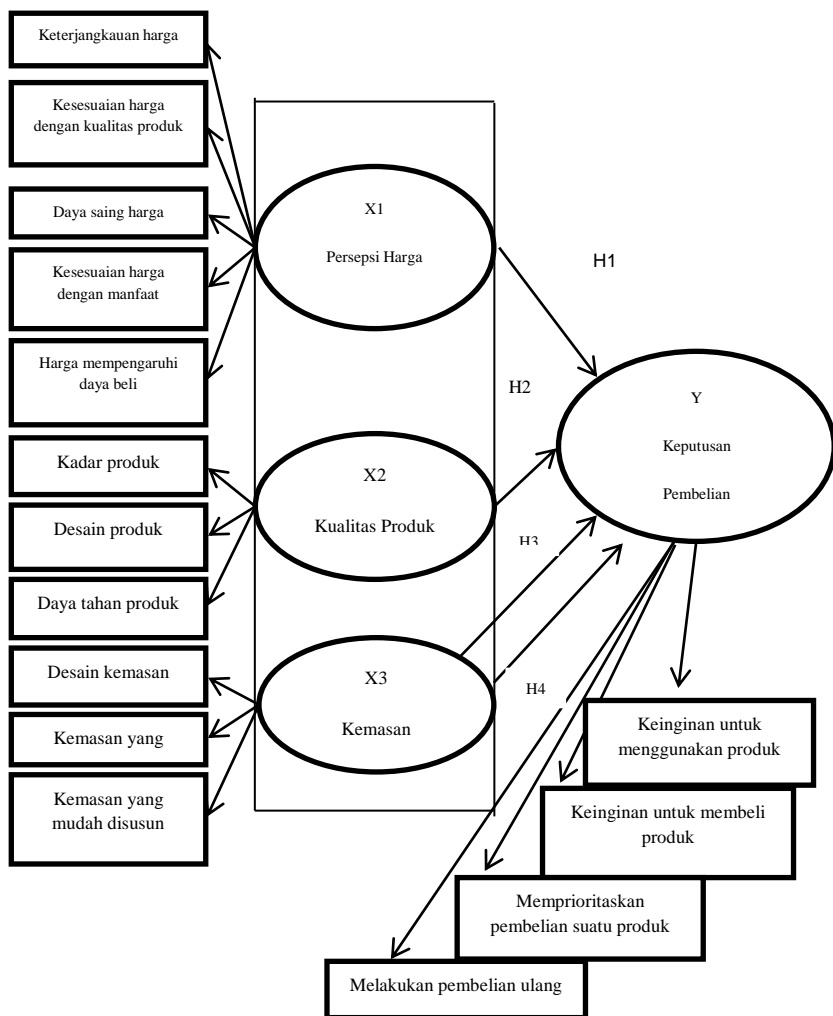 Keterjangkauan harga
Kesesuaian harga
dengan kualitas produk
Daya saing harga
Kesesuaian harga
dengan manfaat
Harga mempengaruhi
daya beli
Kadar produk
Desain produk
Daya tahan produk
Desain kemasan
Kemasan yang
Kemasan yang
mudah disusun
X1
Persepsi Harga
X2
Kualitas Produk
X3
Kemasan
H1
H2
H3
H4
Y
Keputusan
Pembelian
Keinginan untuk
menggunakan produk
Keinginan untuk membeli
produk
Memprioritaskan
pembelian suatu produk
Melakukan pembelian ulang